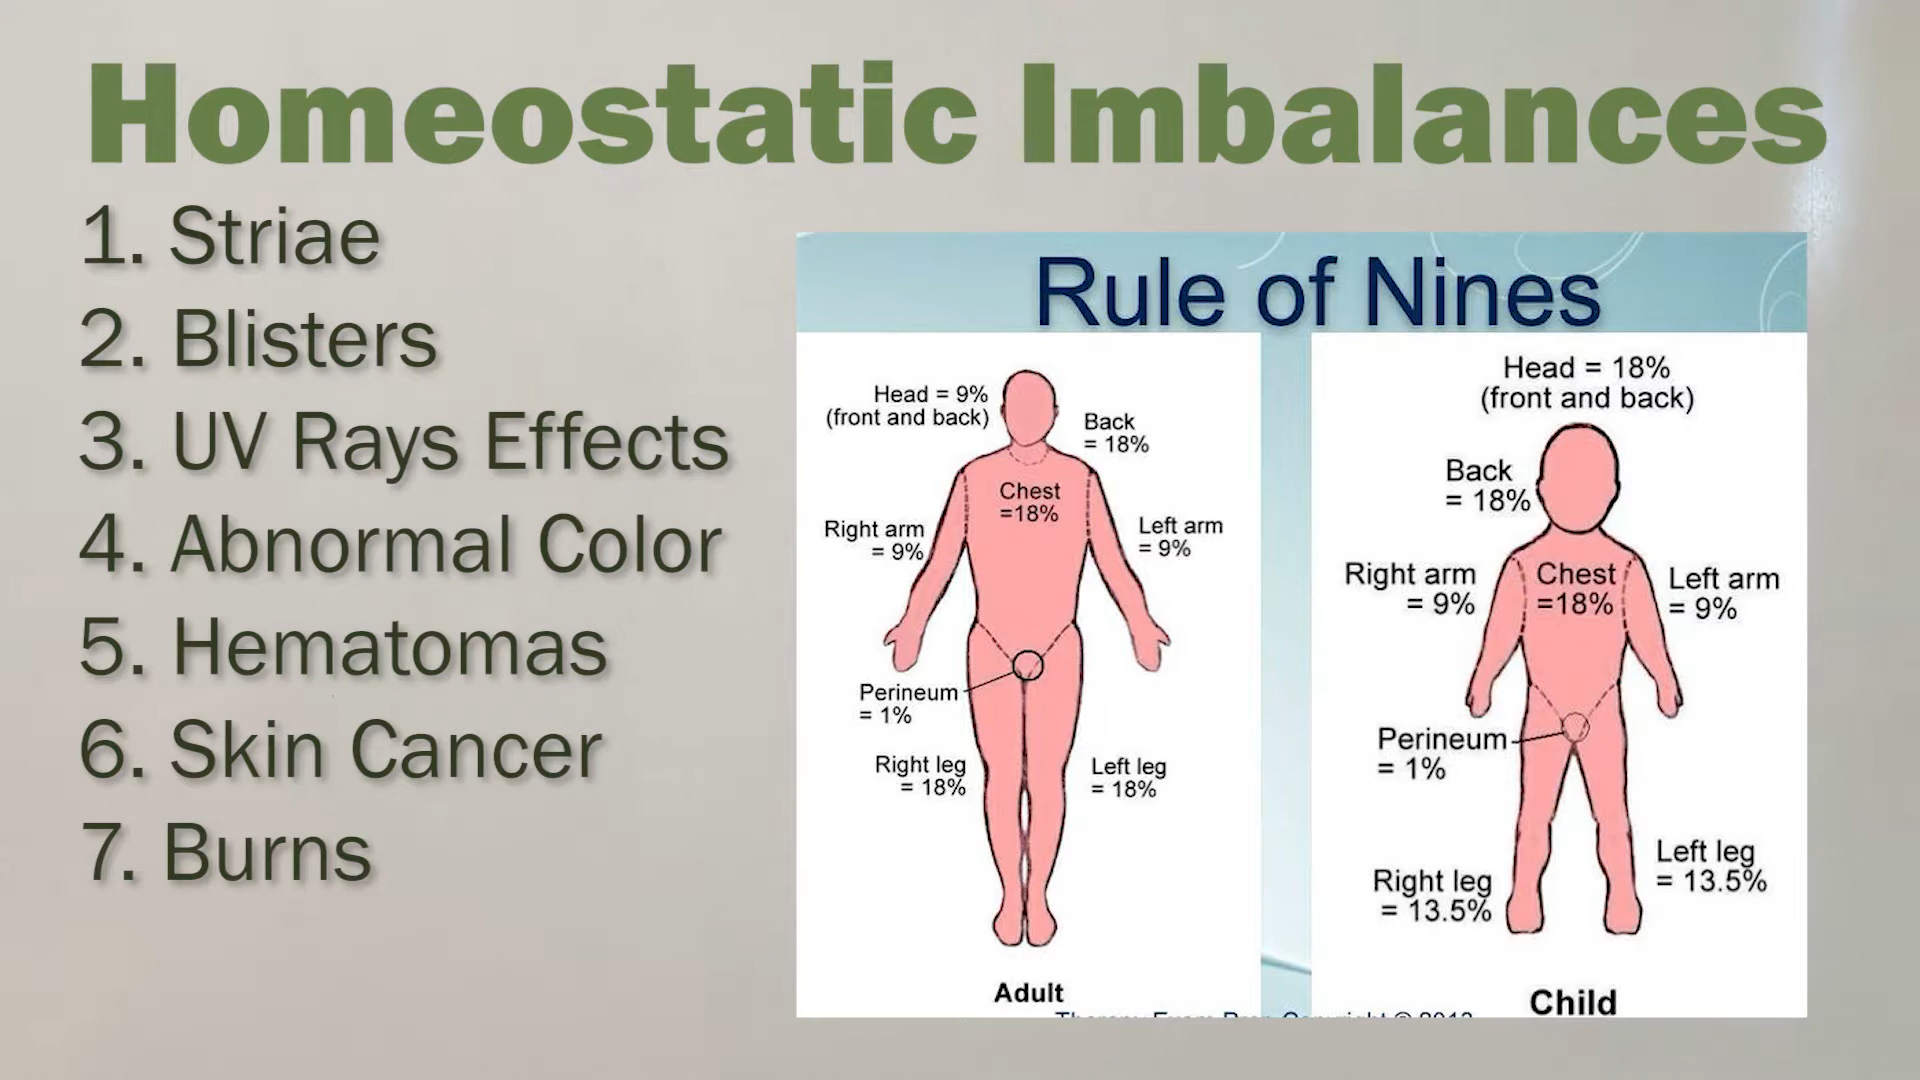 Homeostatic Imbalances
1. Striae
2. Blisters
3. UV Rays Effects
4. Abnormal Color
5. Hematomas
6. Skin Cancer
7. Burns
Rule of Nines
Head = 9%
(front and back)
Back
= 18%
Chest
=18%
Right arm
= 9%
Left arm
= 9%
Perineum
= 1%
Right leg
= 18%
Left leg
= 18%
Adult
Head = 18%
(front and back)
Back
= 18%
Chest
=18%
Right arm
= 9%
Left arm
= 9%
Perineum
= 1%
Left leg
= 13.5%
Right leg
= 13.5%
Child
Copyright ©